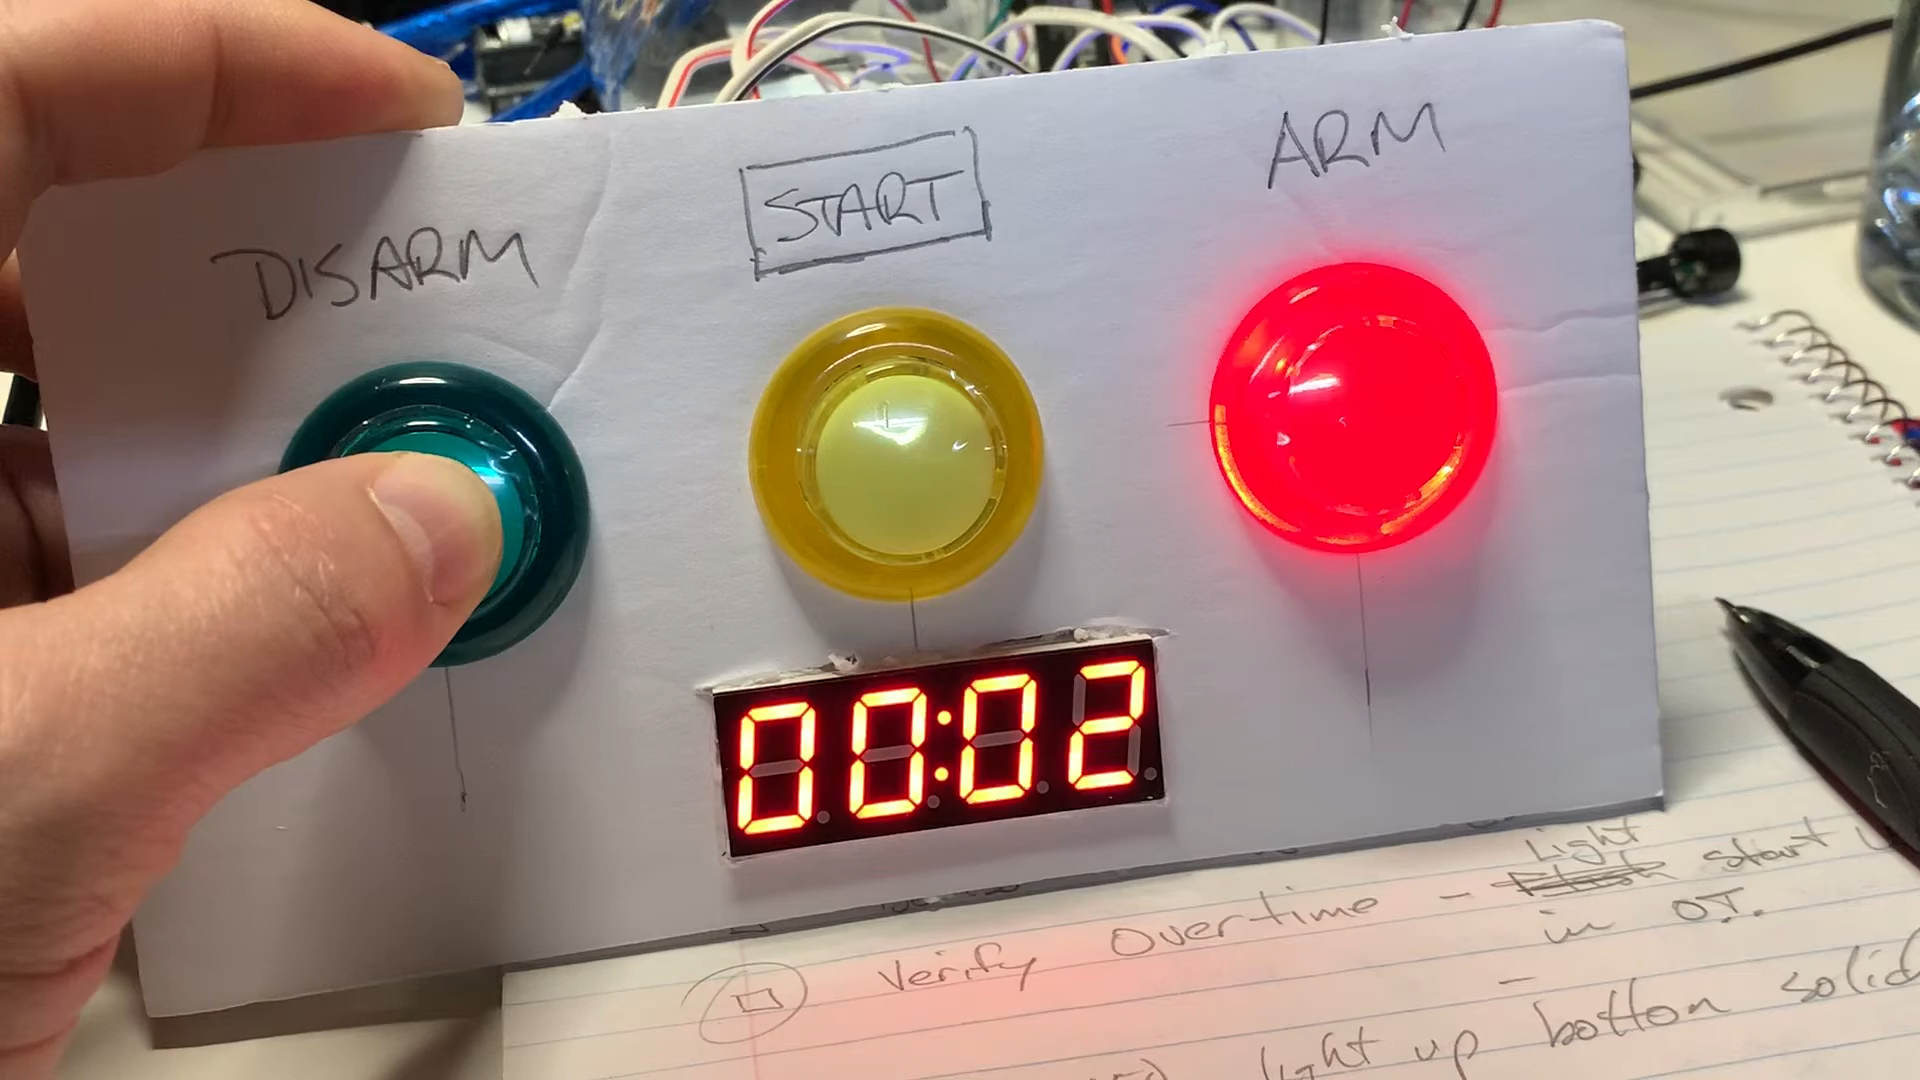 DISARM
START
ARM
00:02
Light
Verify Overtime - start
in O.T.
light up button solid